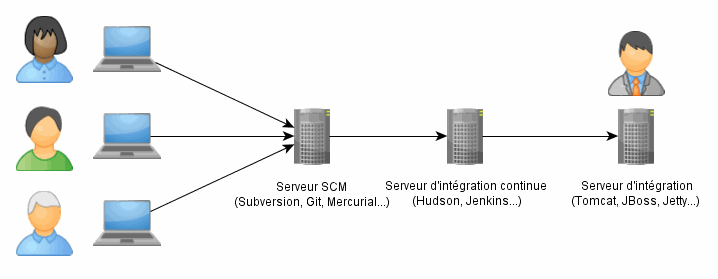 Serveur SCM
(Subversion, Git, Mercurial...)
Serveur d'intégration continue
(Hudson, Jenkins...)
Serveur d'intégration
(Tomcat, JBoss, Jetty...)